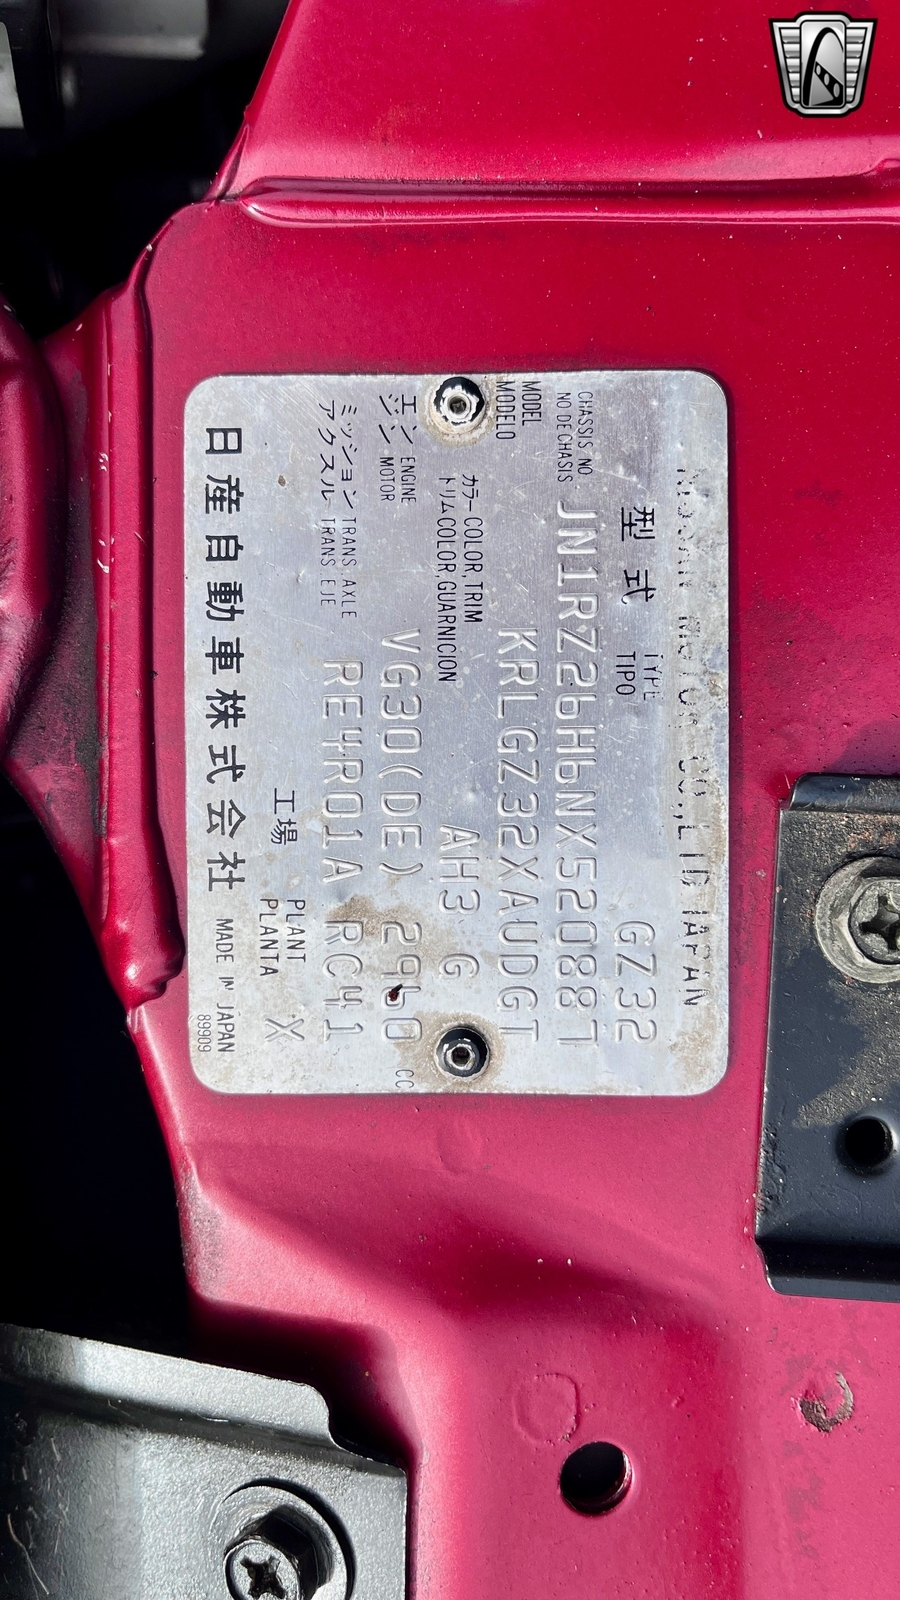 NISSAN MOTOR CO.,LTD JAPAN
型式 TYPE
TIPO GZ32
CHASSIS NO.
NO DE CHASIS JN1RZ26H6NX520887
MODEL
MODELO KRLGZ32XAUDGT
カラー COLOR,TRIM
トリム COLOR,GUARNICION AH3 G
エン ENGINE
ジン MOTOR VG30(DE) 2960 CC
ミッション TRANS. AXLE
アクスル TRANS EJE RE4R01A RC41
工場 PLANT
PLANTA X
日産自動車株式会社 MADE IN JAPAN
89909